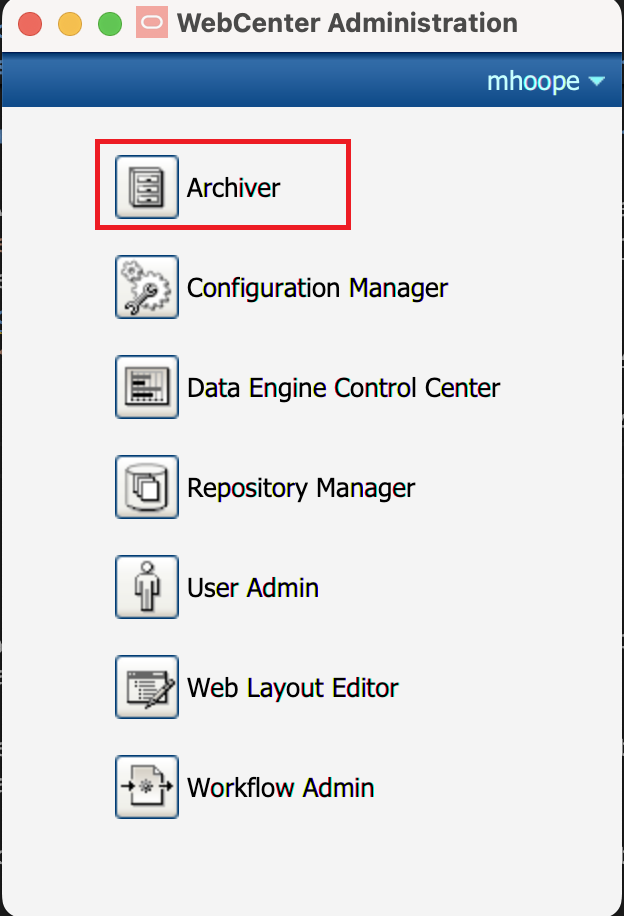 WebCenter Administration
mhoope
Archiver
Configuration Manager
Data Engine Control Center
Repository Manager
User Admin
Web Layout Editor
Workflow Admin